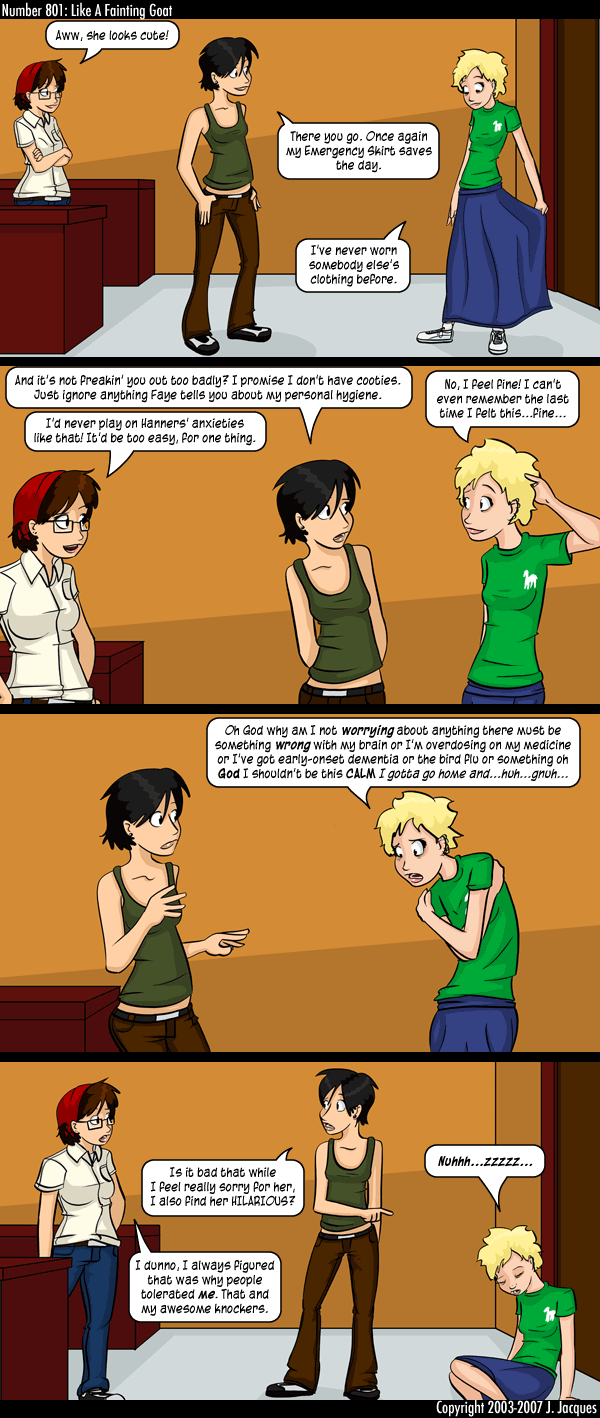 Number 801: Like A Fainting Goat
Aww, she looks cute!
There you go. Once again
my Emergency Skirt saves
the day.
I've never worn
somebody else's
clothing before.
And it's not freakin' you out too badly? I promise I don't have cooties.
Just ignore anything Faye tells you about my personal hygiene.
I'd never play on Hanners' anxieties
like that! It'd be too easy, for one thing.
No, I feel fine! I can't
even remember the last
time I felt this...fine...
Oh God why am I not worrying about anything there must be
something wrong with my brain or I'm overdosing on my medicine
or I've got early-onset dementia or the bird flu or something oh
God I shouldn't be this CALM I gotta go home and...huh...gnuh...
Is it bad that while
I feel really sorry for her,
I also find her HILARIOUS?
I dunno, I always figured
that was why people
tolerated me. That and
my awesome knockers.
Nuhhh...zzzzz...
Copyright 2003-2007 J. Jacques